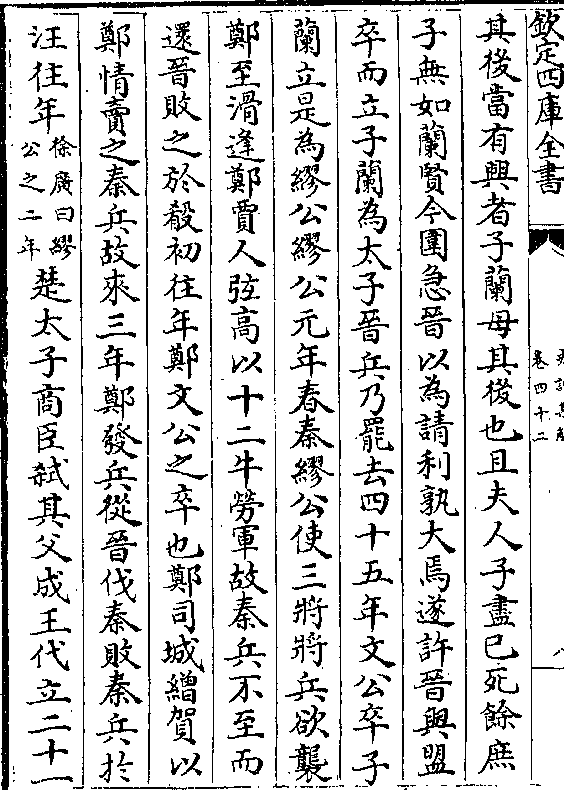 欽定四庫全書
卷四十二
八
其後當有興者子蘭母其後也且夫人子盡已死餘庶
子無如蘭賢今圍急晉以為請利孰大焉遂許晉與盟
卒而立子蘭為太子晉兵乃罷去四十五年文公卒子
蘭立是為繆公繆公元年春秦繆公使三將將兵欲襲
鄭至滑逢鄭賈人弦高以十二牛勞軍故秦兵不至而
還晉敗之於殽初往年鄭文公之卒也鄭司城繒賀以
鄭情賣之秦兵故來三年鄭發兵從晉伐秦敗秦兵於
汪往年徐廣曰繆公之二年楚太子商臣弒其父成王代立二十一